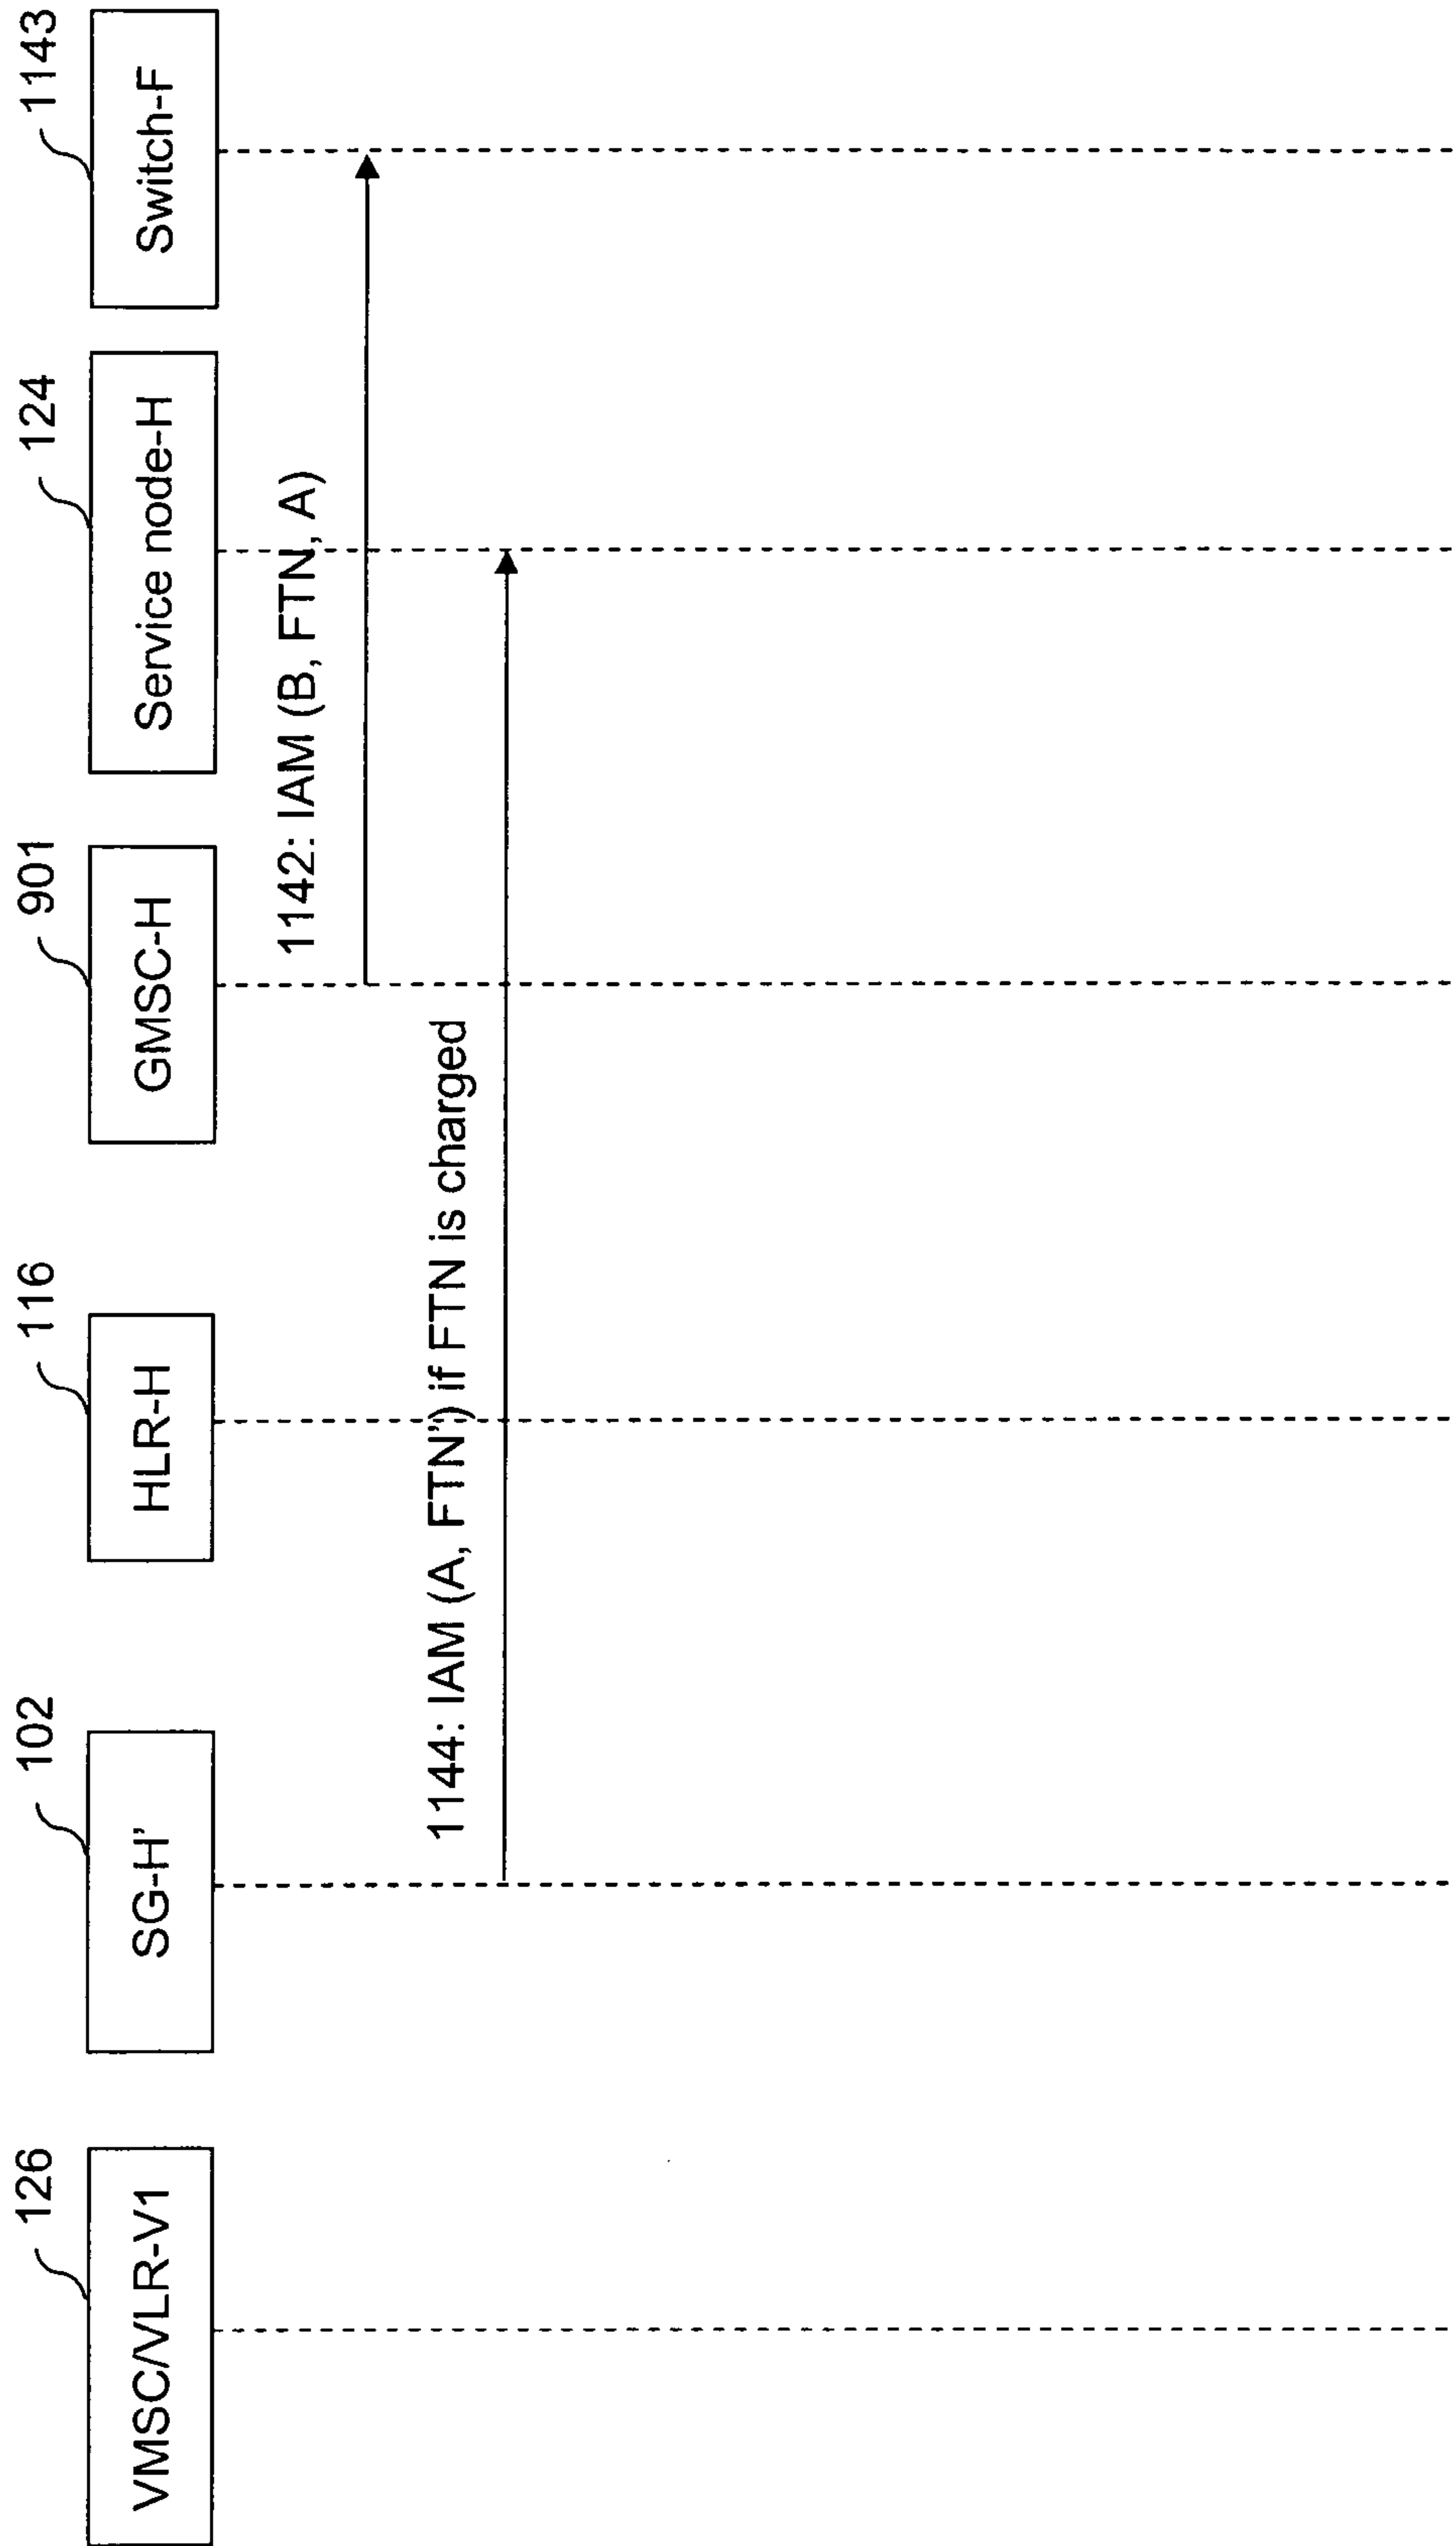 126
102
116
901
124
1143
VMSC/VLR-V1
SG-H'
HLR-H
GMSC-H
Service node-H
Switch-F
1142: IAM (B, FTN, A)
1144: IAM (A, FTN') if FTN is charged